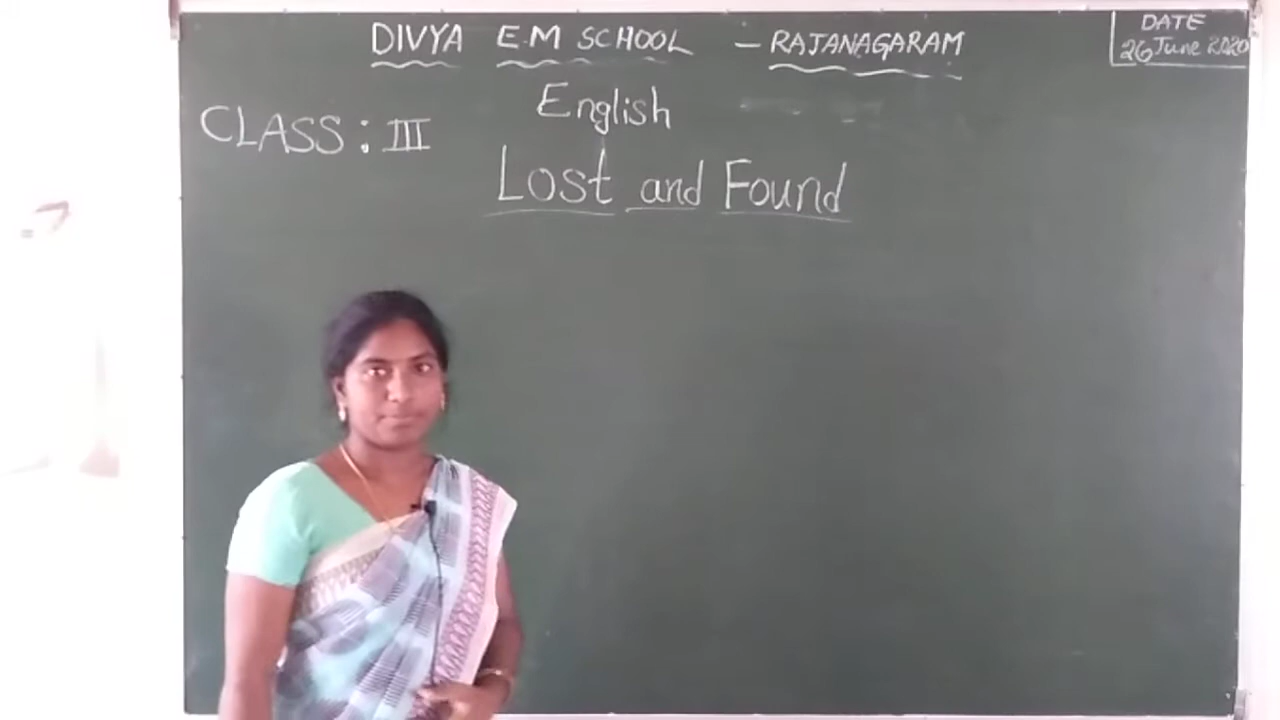 DIVYA E.M SCHOOL - RAJANAGARAM
DATE
26 June 2020
English
CLASS : III
Lost and Found